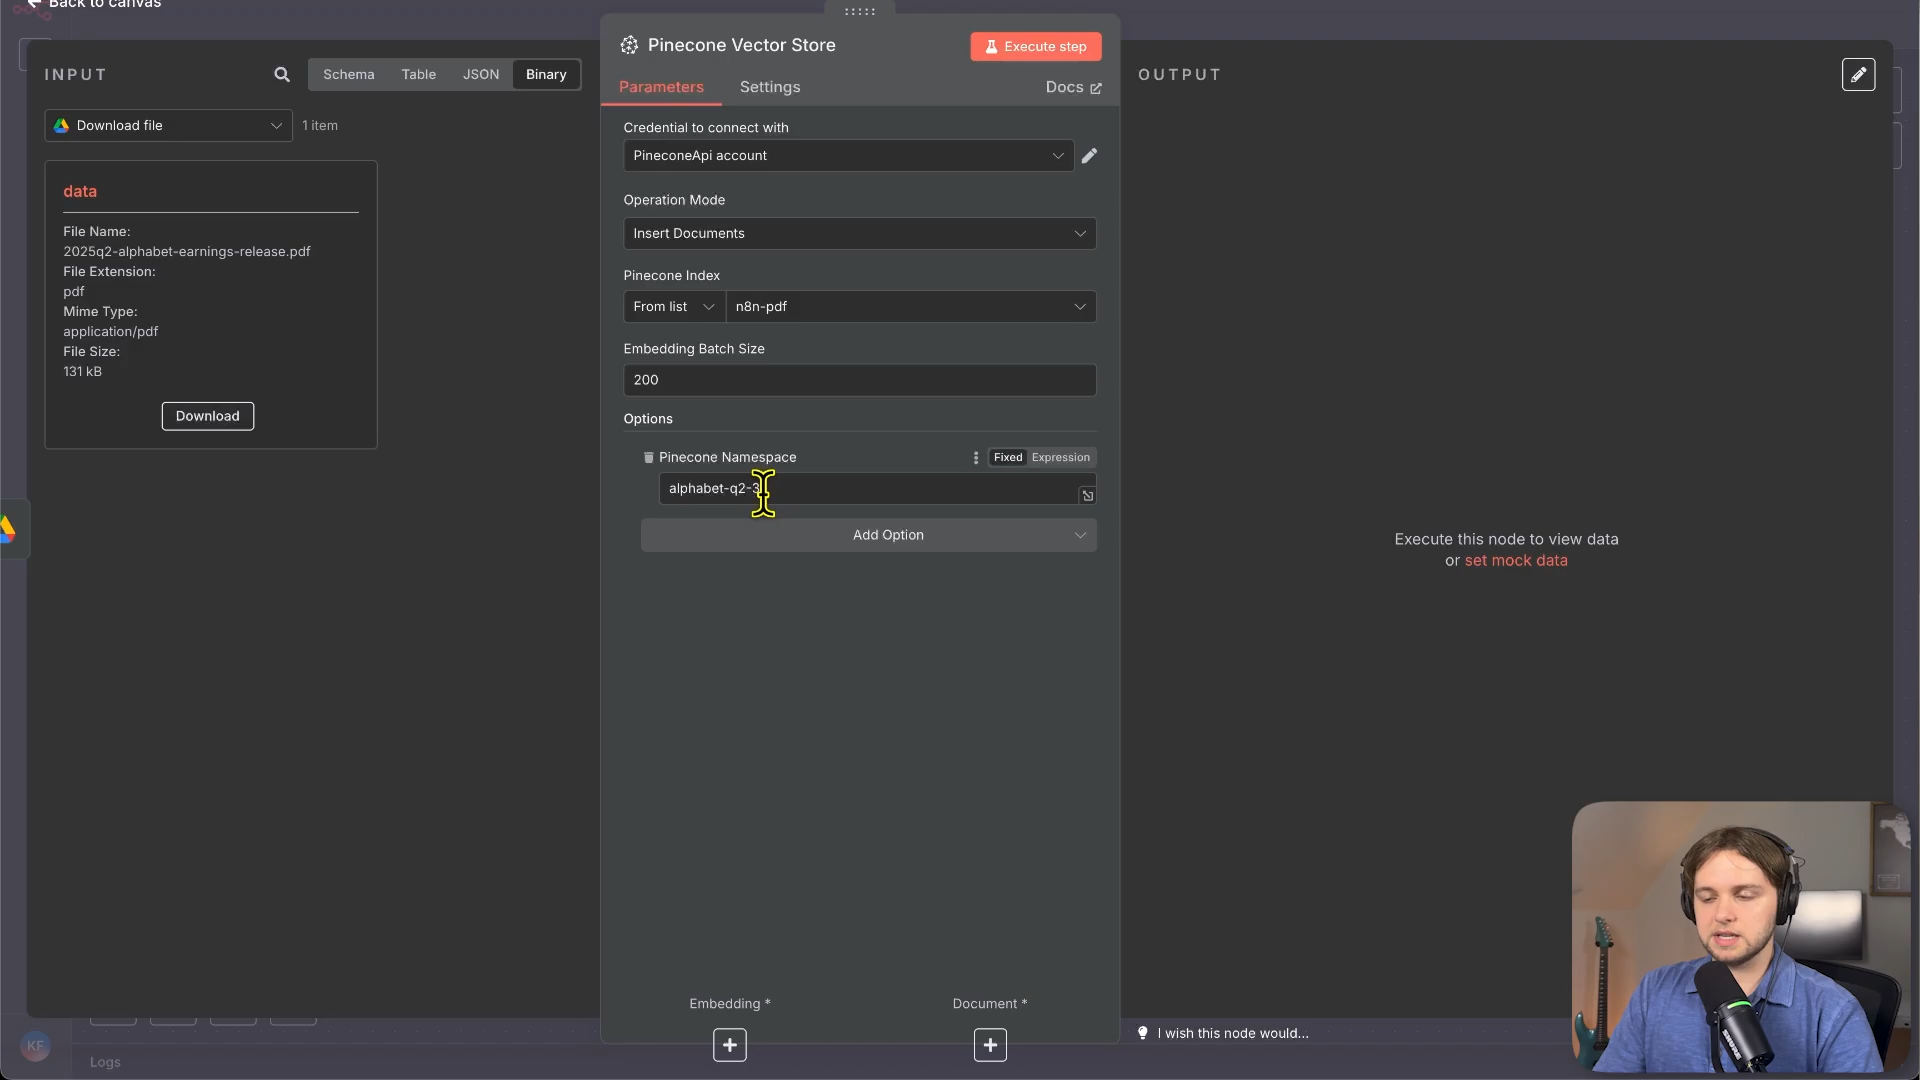 Back to canvas
INPUT
Schema
Table
JSON
Binary
Download file
1 item
data
File Name:
2025q2-alphabet-earnings-release.pdf
File Extension:
pdf
Mime Type:
application/pdf
File Size:
131 kB
Download
Pinecone Vector Store
Execute step
Parameters
Settings
Docs
Credential to connect with
PineconeApi account
Operation Mode
Insert Documents
Pinecone Index
From list
n8n-pdf
Embedding Batch Size
200
Options
Pinecone Namespace
Fixed
Expression
alphabet-q2-3
Add Option
Embedding *
Document *
OUTPUT
Execute this node to view data
or set mock data
I wish this node would...
KF
Logs
SHURE